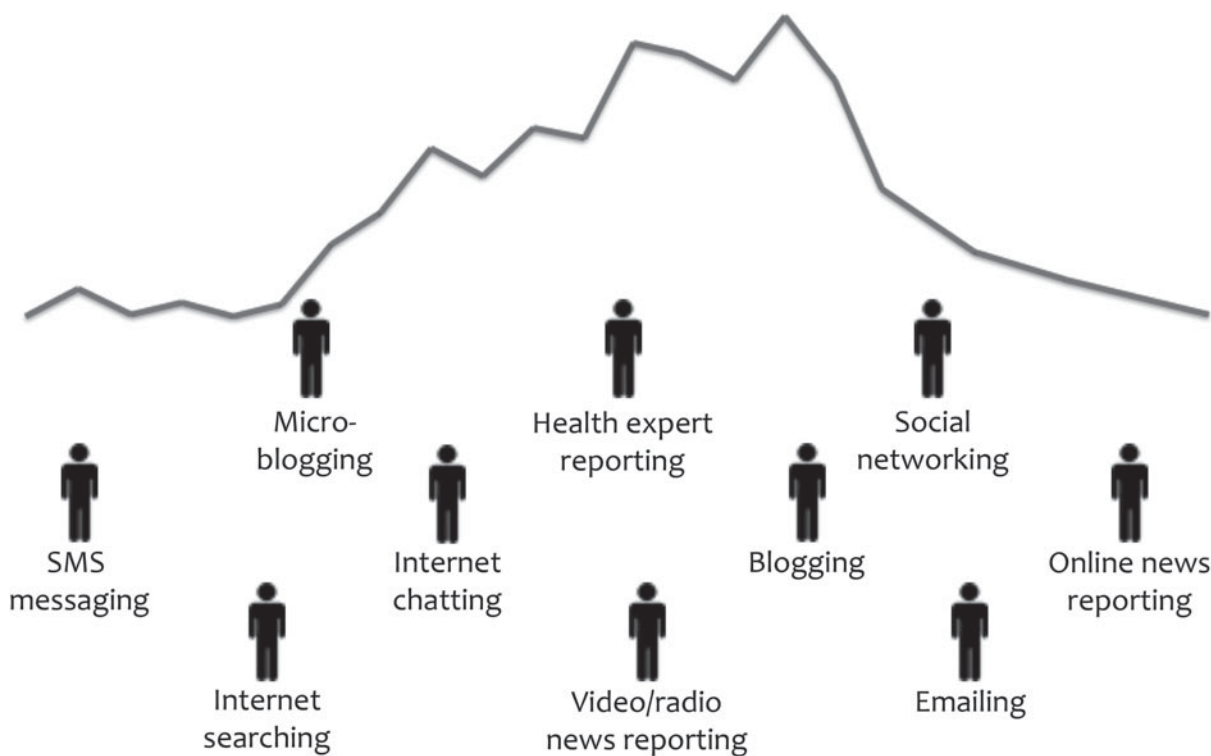 Micro-
blogging
Health expert
reporting
Social
networking
SMS
messaging
Internet
chatting
Blogging
Online news
reporting
Internet
searching
Video/radio
news reporting
Emailing